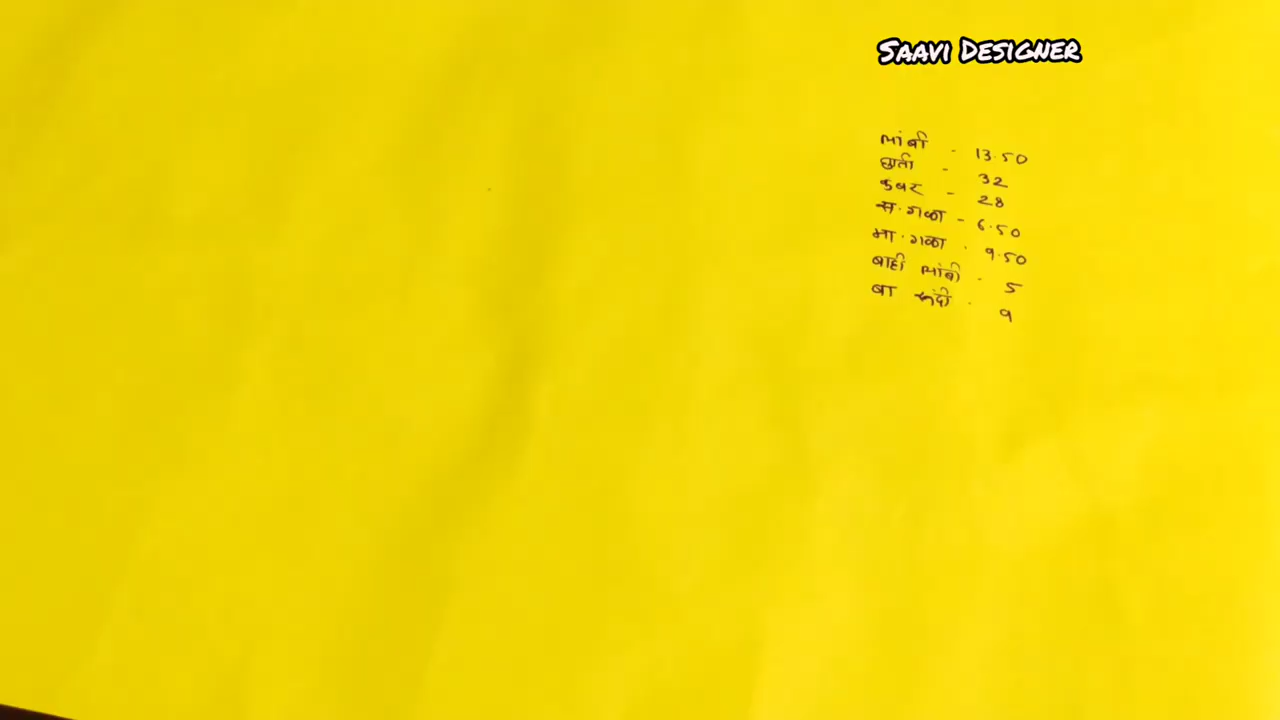 SAAVI DESIGNER
लांबी - 13.50
छाती - 32
कंबर - 28
स. गळा - 6.50
मा. गळा . 9.50
बाही लांबी - 5
बा रूंदी . 9